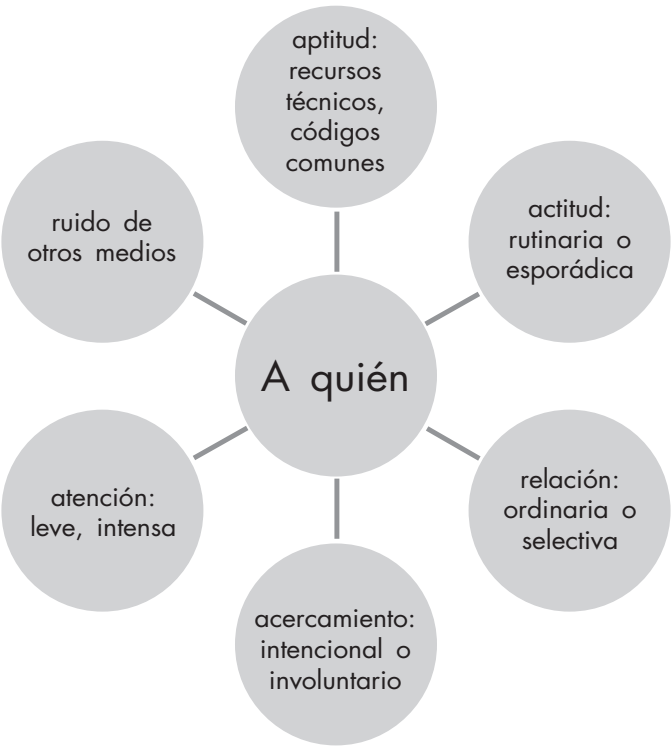 aptitud:
recursos
técnicos,
códigos
comunes
actitud:
rutinaria o
esporádica
relación:
ordinaria o
selectiva
acercamiento:
intencional o
involuntario
atención:
leve, intensa
ruido de
otros medios
A quién